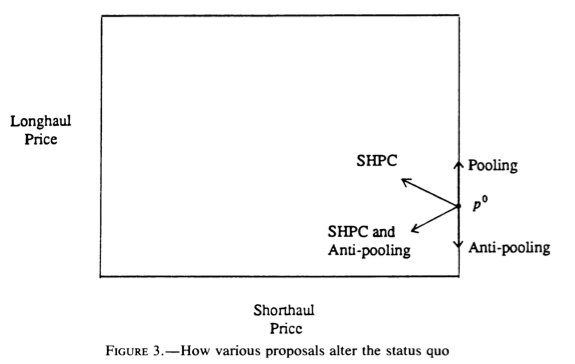 Longhaul
Price
SHPC
Pooling
p⁰
SHPC and
Anti-pooling
Anti-pooling
Shorthaul
Price
FIGURE 3.—How various proposals alter the status quo